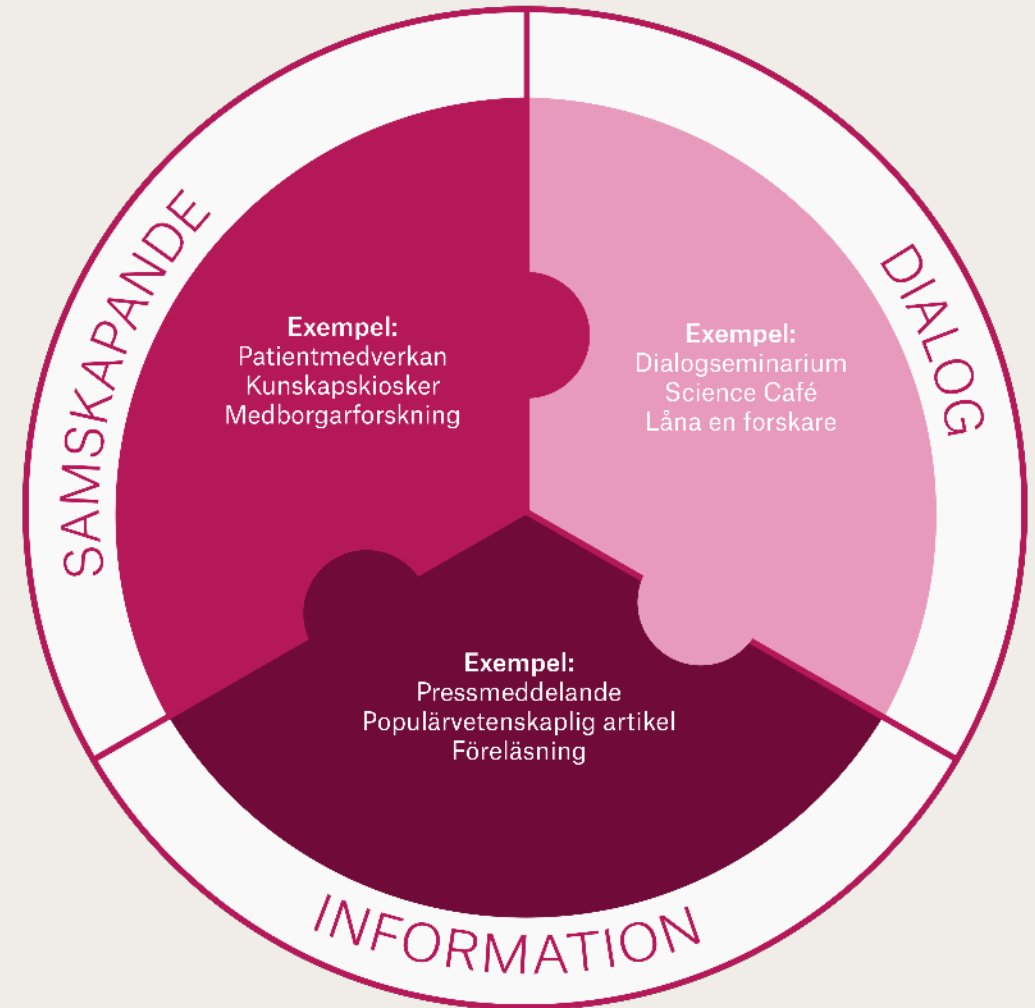 SAMSKAPANDE
Exempel:
Patientmedverkan
Kunskapskiosker
Medborgarforskning
DIALOG
Exempel:
Dialogseminarium
Science Café
Låna en forskare
Exempel:
Pressmeddelande
Populärvetenskaplig artikel
Föreläsning
INFORMATION